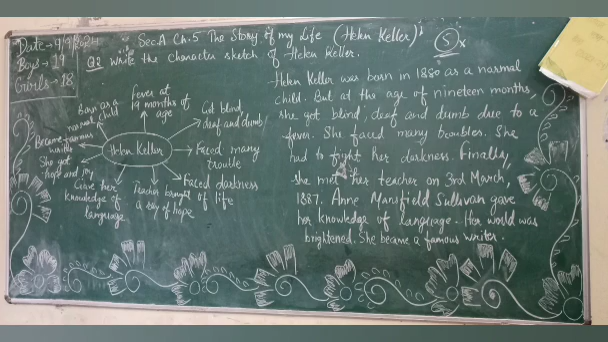 Date → 4/9/2024
Boys → 19
Girls → 18
Sec A Ch. 5 The Story of my Life (Helen Keller)
5
Q2 Write the character sketch of Helen Keller.
Born as a normal child
Fever at 19 months of age
Got blind, deaf and dumb
Became famous writer
Helen Keller
Faced many trouble
She got hope and joy
Give her knowledge of language
Teacher brought a ray of hope
Faced darkness of life
Helen Keller was born in 1880 as a normal
child. But at the age of nineteen months,
she got blind, deaf and dumb due to a
fever. She faced many troubles. She
had to fight her darkness. Finally,
she met her teacher on 3rd March,
1887. Anne Mansfield Sullivan gave
her knowledge of language. Her world was
brightened. She became a famous writer.